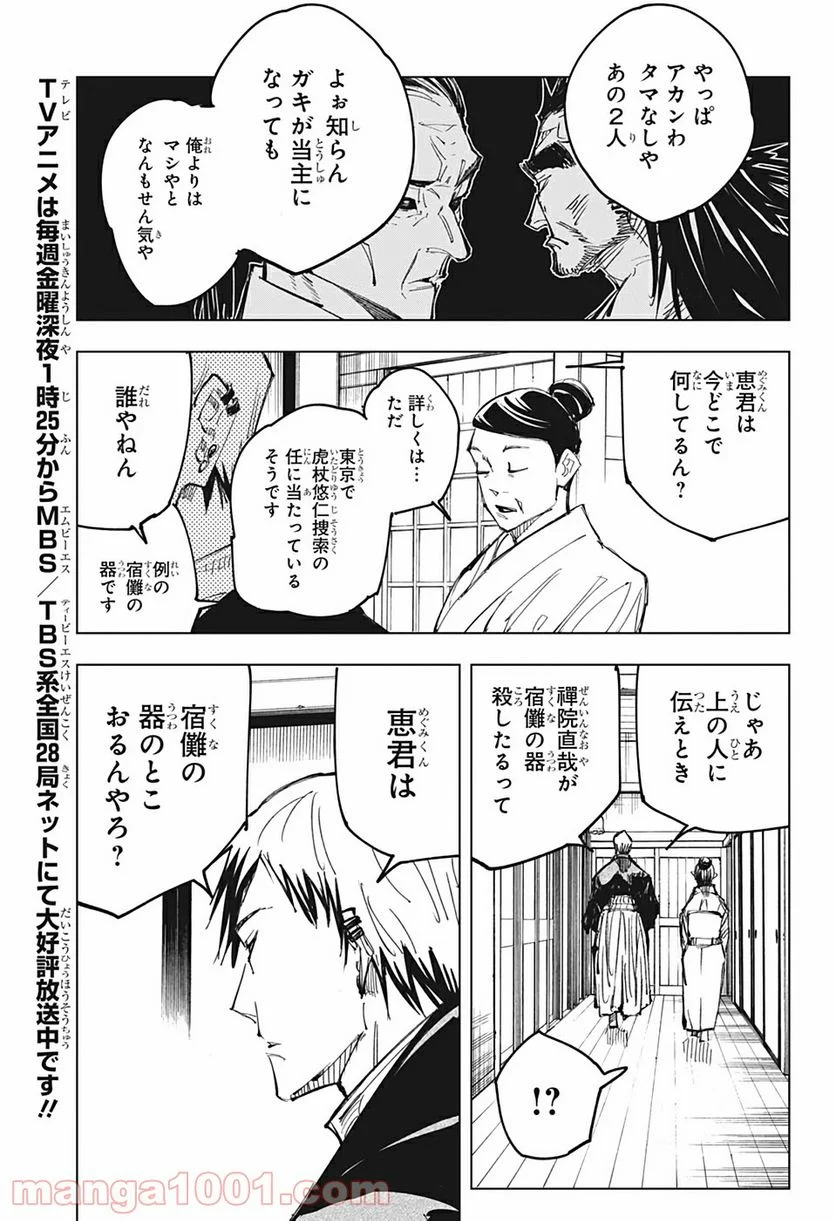 やっぱ
アカンわ
タマなしや
あの2人
よぉ知らん
ガキが当主に
なっても
俺よりは
マシやと
なんもせん気や
恵君は
今どこで
何してるん?
詳しくは…
ただ
東京で
虎杖悠仁捜索の
任に当たっている
そうです
誰やねん
例の
宿儺の
器です
じゃあ
上の人に
伝えとき
禪院直哉が
宿儺の器
殺したるって
!?
恵君は
宿儺の
器のとこ
おるんやろ?
TVアニメは毎週金曜深夜1時25分からMBS/TBS系全国28局ネットにて大好評放送中です!!
manga1001.com